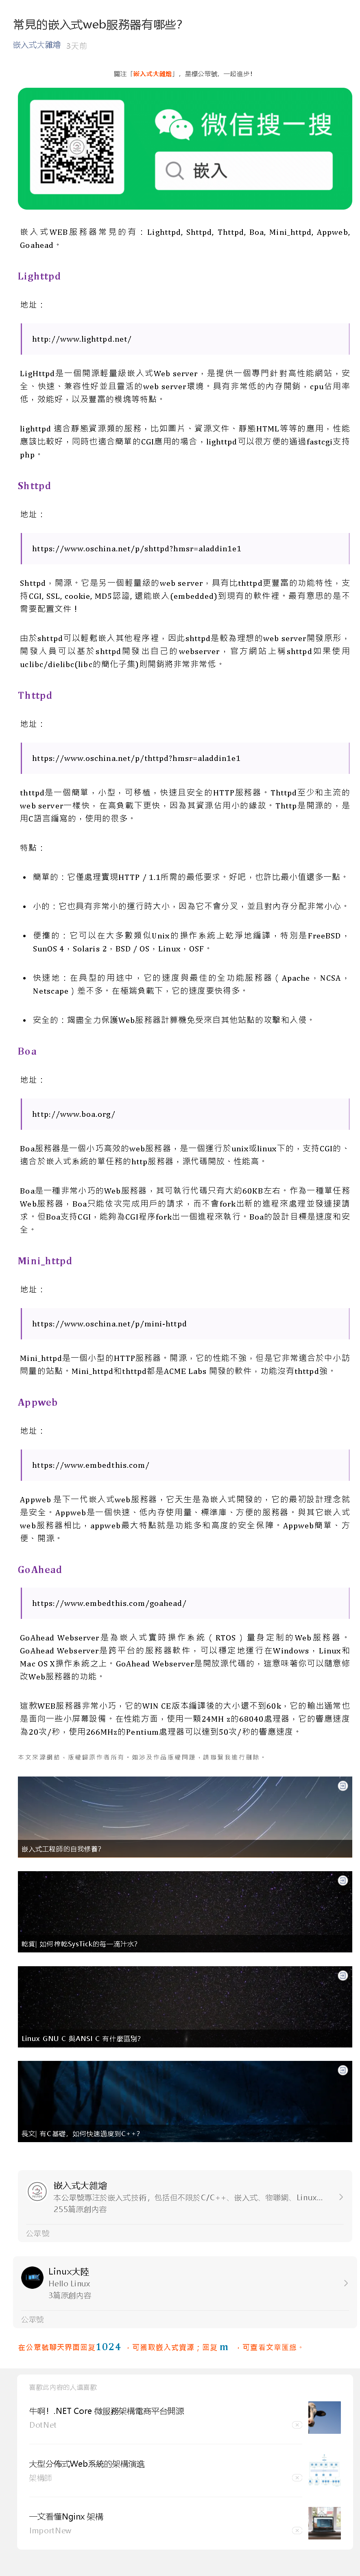 常見的嵌入式web服務器有哪些?
嵌入式大雜燴 3天前
關注「嵌入式大雜燴」，星標公眾號，一起進步!
微信搜一搜
嵌入
嵌入式WEB服務器常見的有：Lighttpd, Shttpd, Thttpd, Boa, Mini_httpd, Appweb,
Goahead。
Lighttpd
地址：
http://www.lighttpd.net/
LigHttpd是一個開源輕量級嵌入式Web server，是提供一個專門針對高性能網站，安
全、快速、兼容性好並且靈活的web server環境。具有非常低的內存開銷，cpu佔用率
低，效能好，以及豐富的模塊等特點。
lighttpd 適合靜態資源類的服務，比如圖片、資源文件、靜態HTML等等的應用，性能
應該比較好，同時也適合簡單的CGI應用的場合，lighttpd可以很方便的通過fastcgi支持
php。
Shttpd
地址：
https://www.oschina.net/p/shttpd?hmsr=aladdin1e1
Shttpd，開源。它是另一個輕量級的web server，具有比thttpd更豐富的功能特性，支
持CGI, SSL, cookie, MD5認證, 還能嵌入(embedded)到現有的軟件裡。最有意思的是不
需要配置文件！
由於shttpd可以輕鬆嵌入其他程序裡，因此shttpd是較為理想的web server開發原形，
開發人員可以基於shttpd開發出自己的webserver，官方網站上稱shttpd如果使用
uclibc/dielibc(libc的簡化子集)則開銷將非常非常低。
Thttpd
地址：
https://www.oschina.net/p/thttpd?hmsr=aladdin1e1
thttpd是一個簡單，小型，可移植，快速且安全的HTTP服務器。Thttpd至少和主流的
web server一樣快，在高負載下更快，因為其資源佔用小的緣故。Thttp是開源的，是
用C語言編寫的，使用的很多。
特點：
• 簡單的：它僅處理實現HTTP / 1.1所需的最低要求。好吧，也許比最小值還多一點。
• 小的：它也具有非常小的運行時大小，因為它不會分叉，並且對內存分配非常小心。
• 便攜的：它可以在大多數類似Unix的操作系統上乾淨地編譯，特別是FreeBSD，
SunOS 4，Solaris 2，BSD / OS，Linux，OSF。
• 快速地：在典型的用途中，它的速度與最佳的全功能服務器（Apache，NCSA，
Netscape）差不多。在極端負載下，它的速度要快得多。
• 安全的：竭盡全力保護Web服務器計算機免受來自其他站點的攻擊和入侵。
Boa
地址：
http://www.boa.org/
Boa服務器是一個小巧高效的web服務器，是一個運行於unix或linux下的，支持CGI的、
適合於嵌入式系統的單任務的http服務器，源代碼開放、性能高。
Boa是一種非常小巧的Web服務器，其可執行代碼只有大約60KB左右。作為一種單任務
Web服務器，Boa只能依次完成用戶的請求，而不會fork出新的進程來處理並發連接請
求。但Boa支持CGI，能夠為CGI程序fork出一個進程來執行。Boa的設計目標是速度和安
全。
Mini_httpd
地址：
https://www.oschina.net/p/mini-httpd
Mini_httpd是一個小型的HTTP服務器。開源，它的性能不強，但是它非常適合於中小訪
問量的站點。Mini_httpd和thttpd都是ACME Labs 開發的軟件，功能沒有thttpd強。
Appweb
地址：
https://www.embedthis.com/
Appweb 是下一代嵌入式web服務器，它天生是為嵌入式開發的，它的最初設計理念就
是安全。Appweb是一個快速、低內存使用量、標準庫、方便的服務器。與其它嵌入式
web服務器相比，appweb最大特點就是功能多和高度的安全保障。Appweb簡單、方
便、開源。
GoAhead
https://www.embedthis.com/goahead/
GoAhead Webserver是為嵌入式實時操作系統（RTOS）量身定制的Web服務器。
GoAhead Webserver是跨平台的服務器軟件，可以穩定地運行在Windows，Linux和
Mac OS X操作系統之上。GoAhead Webserver是開放源代碼的，這意味著你可以隨意修
改Web服務器的功能。
這款WEB服務器非常小巧，它的WIN CE版本編譯後的大小還不到60k，它的輸出通常也
是面向一些小屏幕設備。在性能方面，使用一顆24MH z的68040處理器，它的響應速度
為20次/秒，使用266MHz的Pentium處理器可以達到50次/秒的響應速度。
本文來源網絡，版權歸原作者所有。如涉及作品版權問題，請聯繫我進行刪除。
嵌入式工程師的自我修養?
乾貨| 如何榨乾SysTick的每一滴汁水?
Linux GNU C 與ANSI C 有什麼區別?
長文| 有C基礎，如何快速過度到C++?
嵌入式大雜燴
本公眾號專注於嵌入式技術，包括但不限於C/C++、嵌入式、物聯網、Linux...
255篇原創內容
公眾號
Linux大陸
Hello Linux
3篇原創內容
公眾號
在公眾號聊天界面回复1024，可獲取嵌入式資源；回复 m ，可查看文章匯總。
喜歡此內容的人還喜歡
牛啊！.NET Core 微服務架構電商平台開源
DotNet
大型分佈式Web系統的架構演進
架構師
一文看懂Nginx 架構
ImportNew